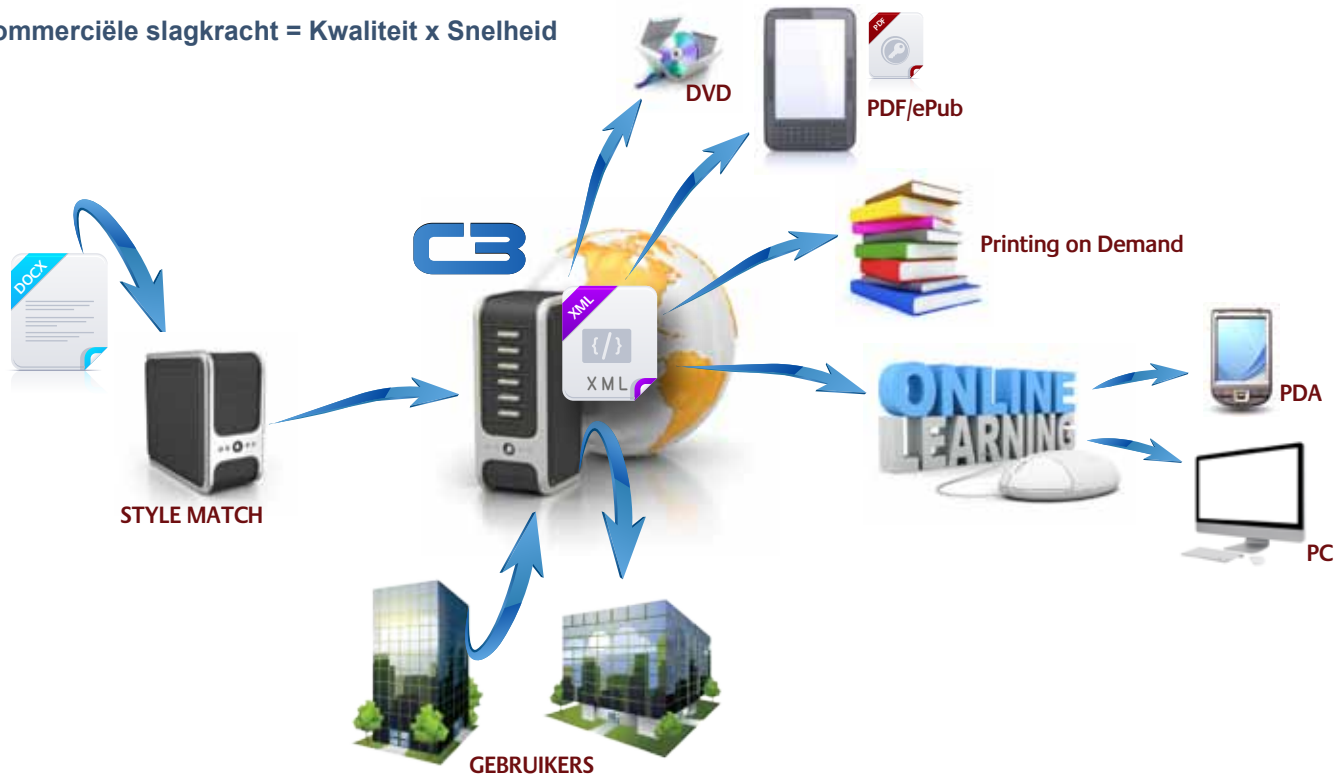 ommerciële slagkracht = Kwaliteit x Snelheid
DVD
PDF
PDF/ePub
C3
DOCX
XML
{/}
XML
Printing on Demand
ONLINE
LEARNING
PDA
PC
STYLE MATCH
GEBRUIKERS